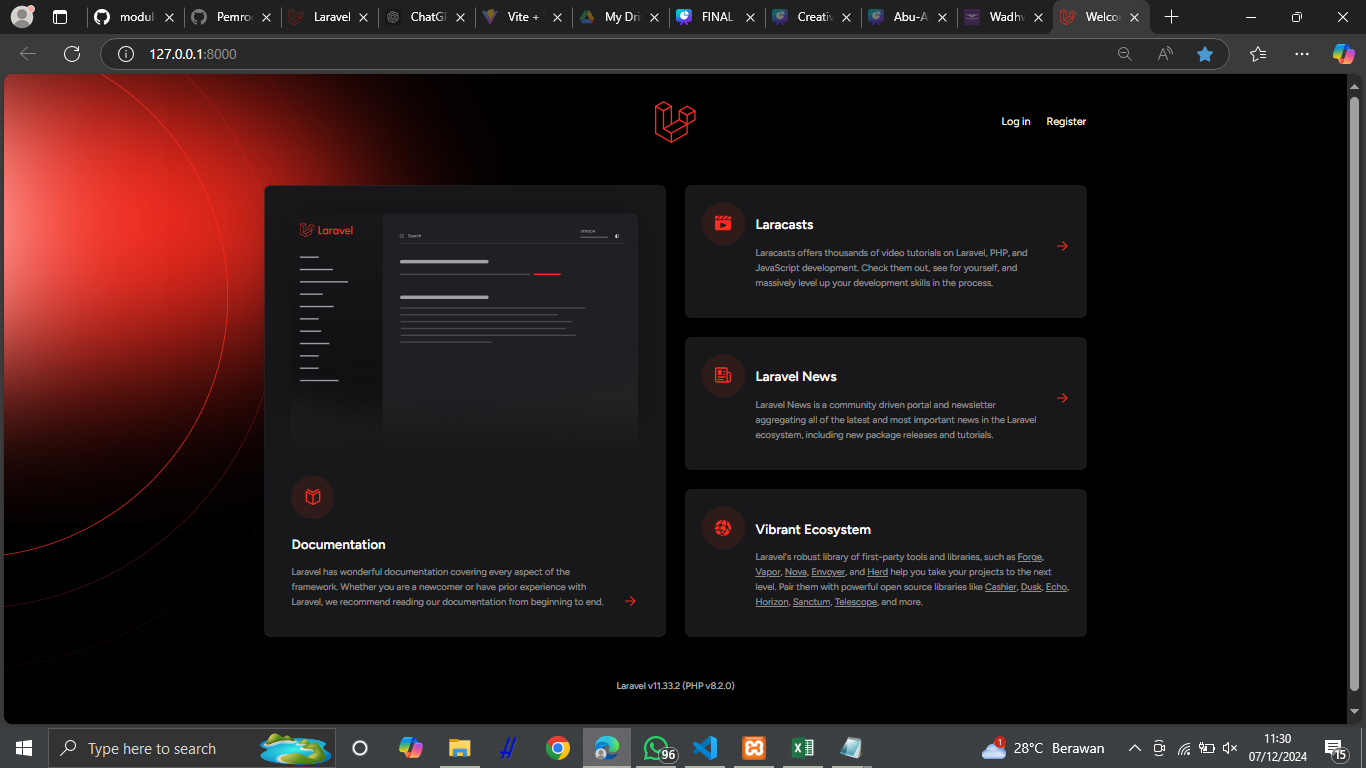 modul
Pemro
Laravel
ChatGP
Vite +
My Dri
FINAL
Creativ
Abu-A
Wadhw
Welcom
127.0.0.1:8000
Log in
Register
Laravel
Search
VERSION
Documentation
Laravel has wonderful documentation covering every aspect of the
framework. Whether you are a newcomer or have prior experience with
Laravel, we recommend reading our documentation from beginning to end.
Laracasts
Laracasts offers thousands of video tutorials on Laravel, PHP, and
JavaScript development. Check them out, see for yourself, and
massively level up your development skills in the process.
Laravel News
Laravel News is a community driven portal and newsletter
aggregating all of the latest and most important news in the Laravel
ecosystem, including new package releases and tutorials.
Vibrant Ecosystem
Laravel's robust library of first-party tools and libraries, such as Forge,
Vapor, Nova, Envoyer, and Herd help you take your projects to the next
level. Pair them with powerful open source libraries like Cashier, Dusk, Echo,
Horizon, Sanctum, Telescope, and more.
Laravel v11.33.2 (PHP v8.2.0)
Type here to search
96
1
28°C Berawan
11:30
07/12/2024
15